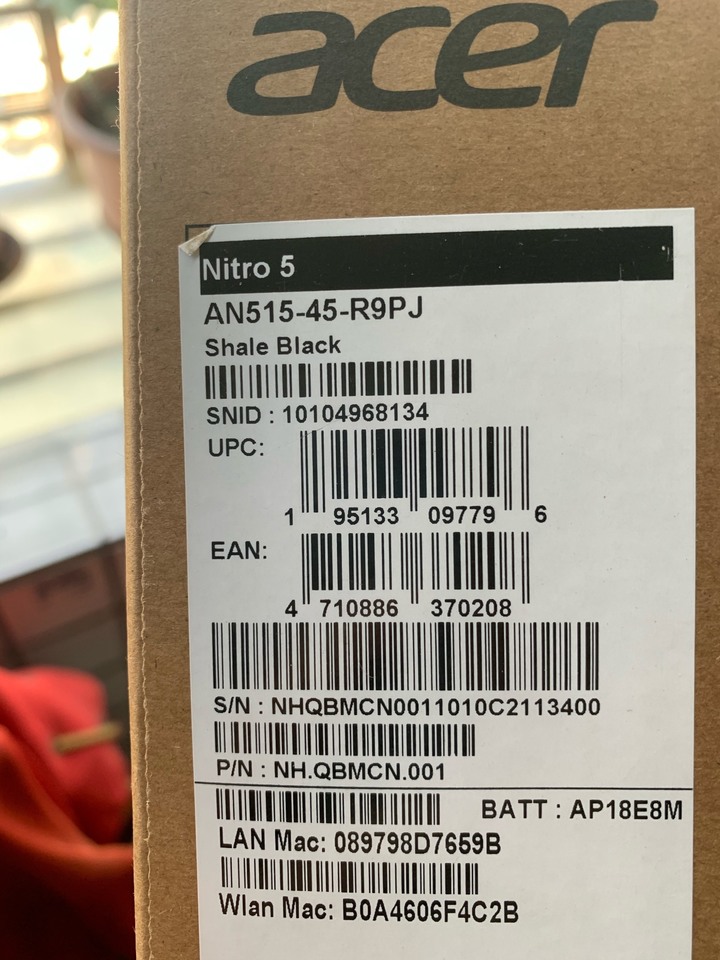 acer
Nitro 5
AN515-45-R9PJ
Shale Black
SNID : 10104968134
UPC:
1 95133 09779 6
EAN:
4 710886 370208
S/N : NHQBMCN0011010C2113400
P/N : NH.QBMCN.001
BATT : AP18E8M
LAN Mac: 089798D7659B
Wlan Mac: B0A4606F4C2B